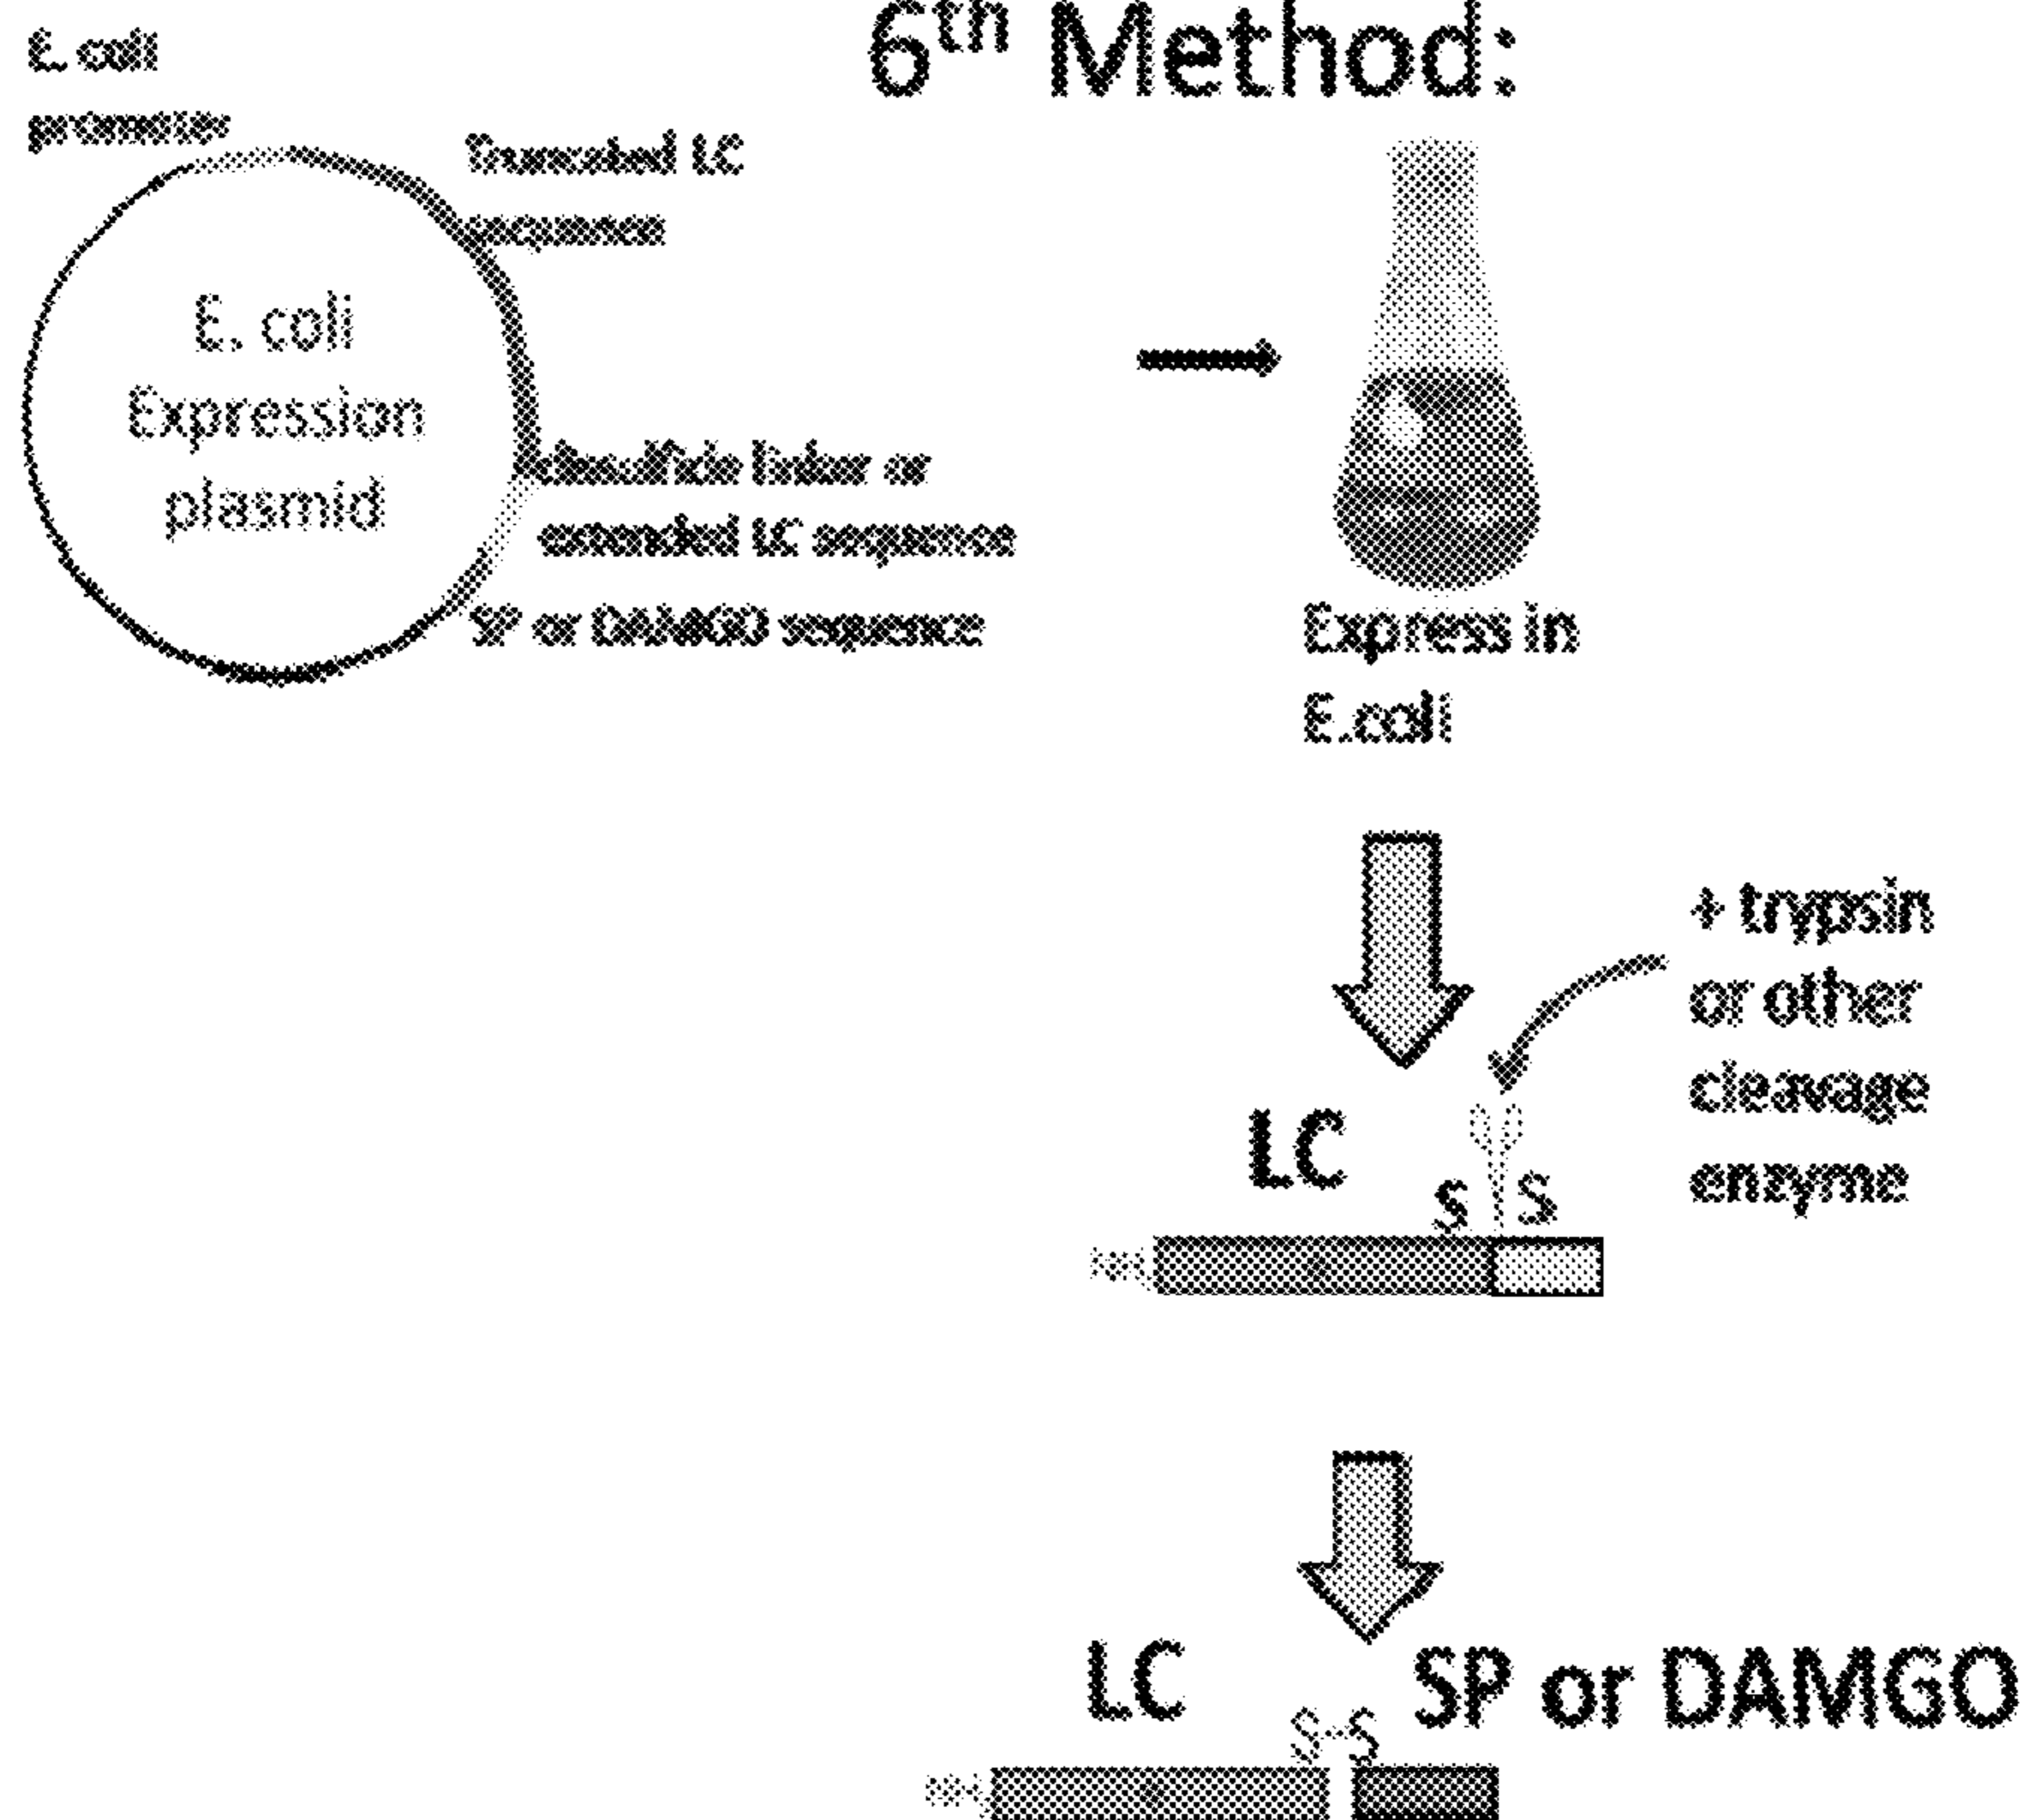 6th Method:
E. coli
promoter
Truncated LC
sequence
E. coli
Expression
plasmid
disulfide linker or
extended LC sequence
SP or DAMGO sequence
Express in
E.coli
+ trypsin
or other
cleavage
enzyme
LC
S S
LC
SP or DAMGO
S-S